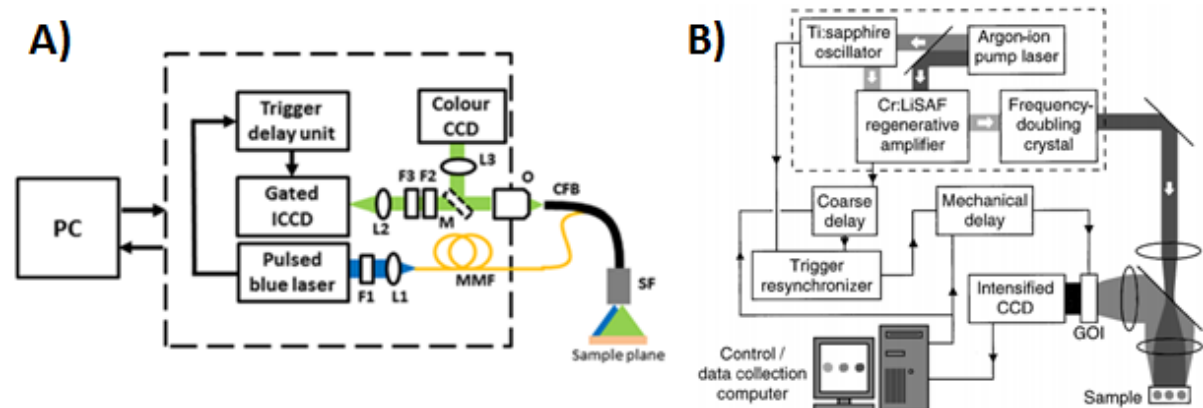 A)
Trigger
delay unit
Colour
CCD
L3
F3 F2
O
CFB
PC
Gated
ICCD
L2
M
Pulsed
blue laser
F1
L1
MMF
SF
Sample plane
B)
Ti:sapphire
oscillator
Argon-ion
pump laser
Cr:LiSAF
regenerative
amplifier
Frequency-
doubling
crystal
Coarse
delay
Mechanical
delay
Trigger
resynchronizer
Intensified
CCD
GOI
Control /
data collection
computer
Sample